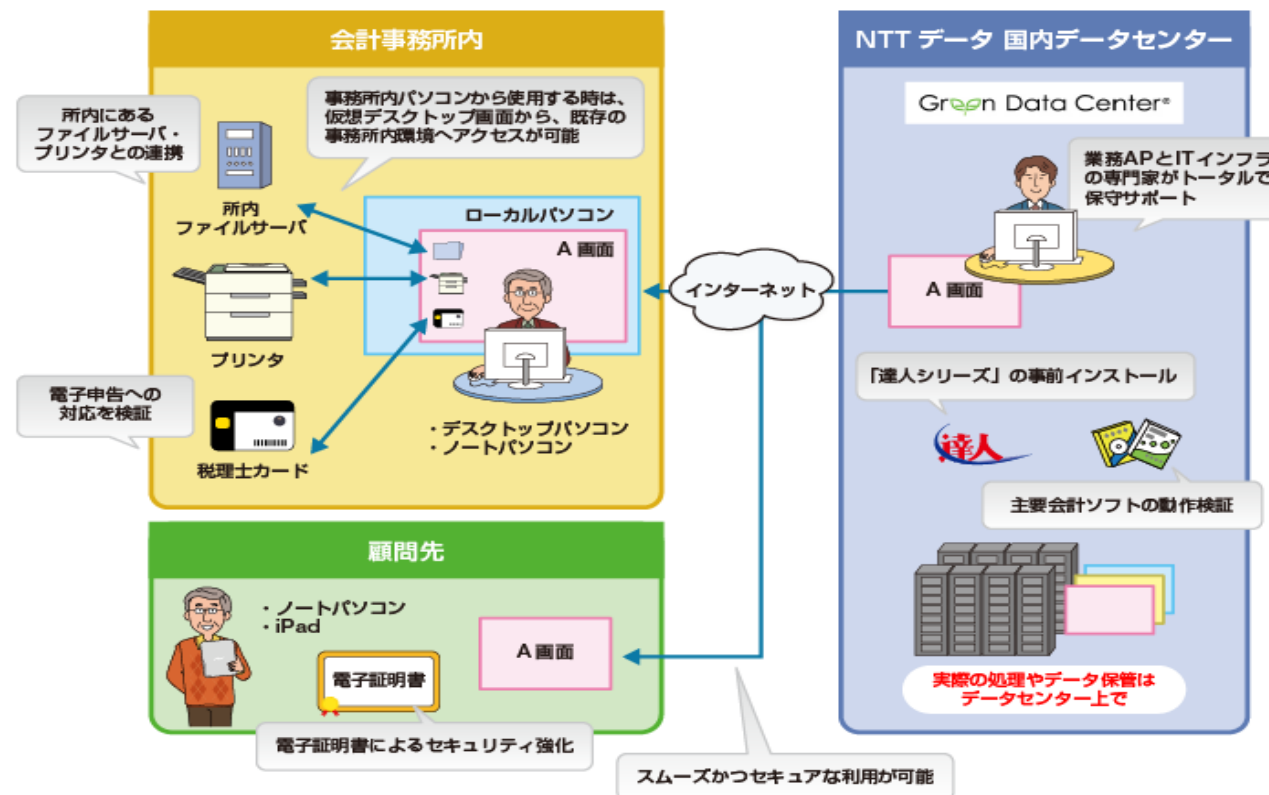 会計事務所内
所内にある
ファイルサーバ・
プリンタとの連携
事務所内パソコンから使用する時は、
仮想デスクトップ画面から、既存の
事務所内環境へアクセスが可能
所内
ファイルサーバ
ローカルパソコン
A 画面
プリンタ
電子申告への
対応を検証
税理士カード
・デスクトップパソコン
・ノートパソコン
インターネット
NTT データ 国内データセンター
Green Data Center®
業務APとITインフラ
の専門家がトータルで
保守サポート
A 画面
「達人シリーズ」の事前インストール
達人
主要会計ソフトの動作検証
実際の処理やデータ保管は
データセンター上で
顧問先
・ノートパソコン
・iPad
電子証明書
A 画面
電子証明書によるセキュリティ強化
スムーズかつセキュアな利用が可能